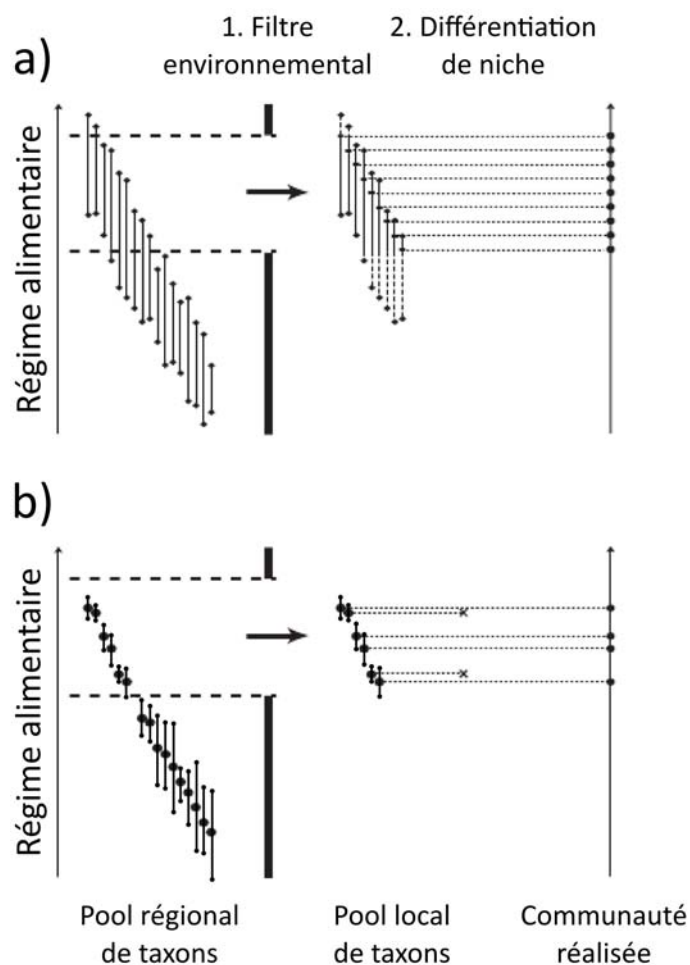 1. Filtre
environnemental
2. Différentiation
de niche
a)
Régime alimentaire
b)
Régime alimentaire
Pool régional
de taxons
Pool local
de taxons
Communauté
réalisée